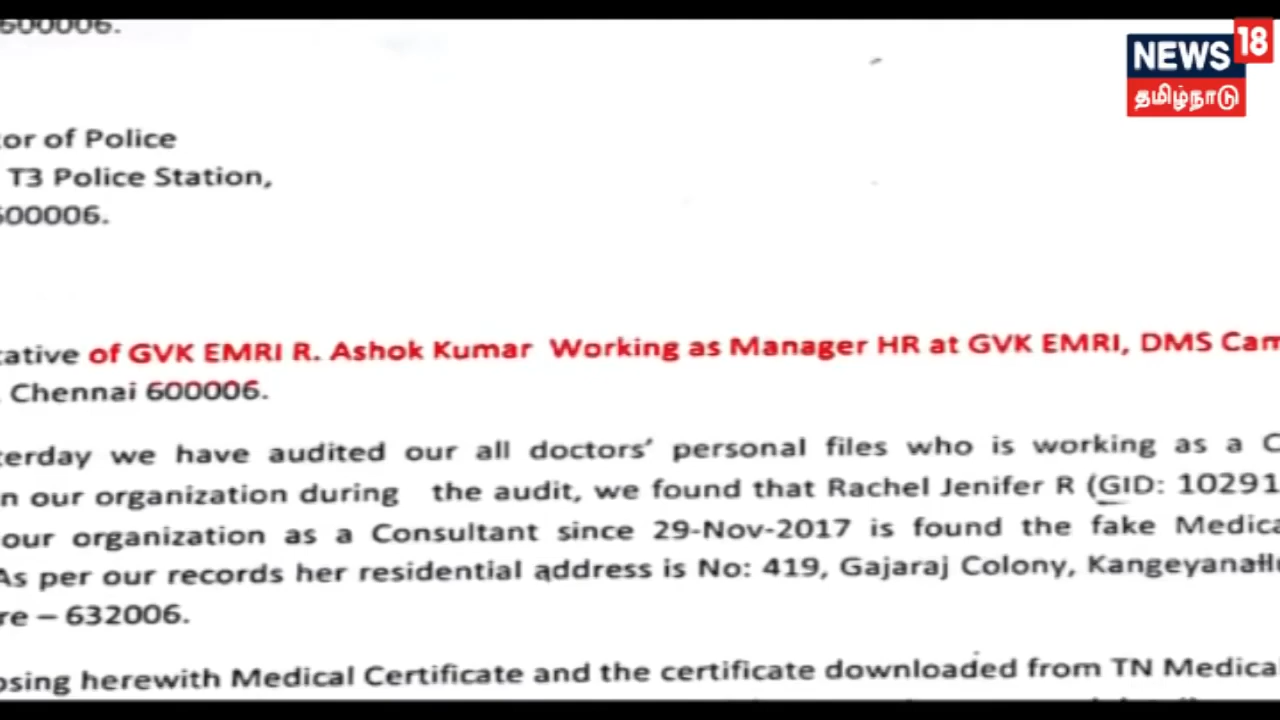 600006.
NEWS 18
தமிழ்நாடு
tor of Police
T3 Police Station,
600006.
tative of GVK EMRI R. Ashok Kumar Working as Manager HR at GVK EMRI, DMS Cam
, Chennai 600006.
terday we have audited our all doctors' personal files who is working as a C
n our organization during the audit, we found that Rachel Jenifer R (GID: 10291
our organization as a Consultant since 29-Nov-2017 is found the fake Medica
As per our records her residential address is No: 419, Gajaraj Colony, Kangeyanallu
re – 632006.
osing herewith Medical Certificate and the certificate downloaded from TN Medical